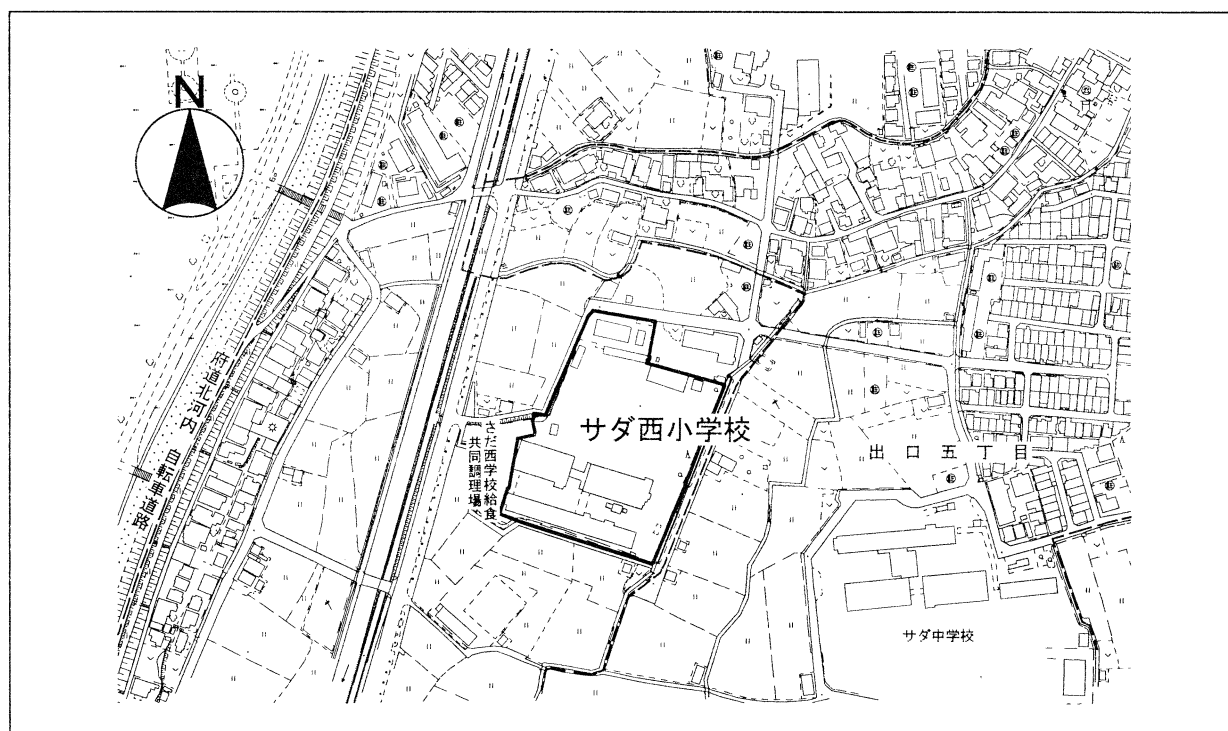 N
府道北河内 自転車道路
さだ西学校給食
共同調理場
サダ西小学校
出口五丁目
サダ中学校